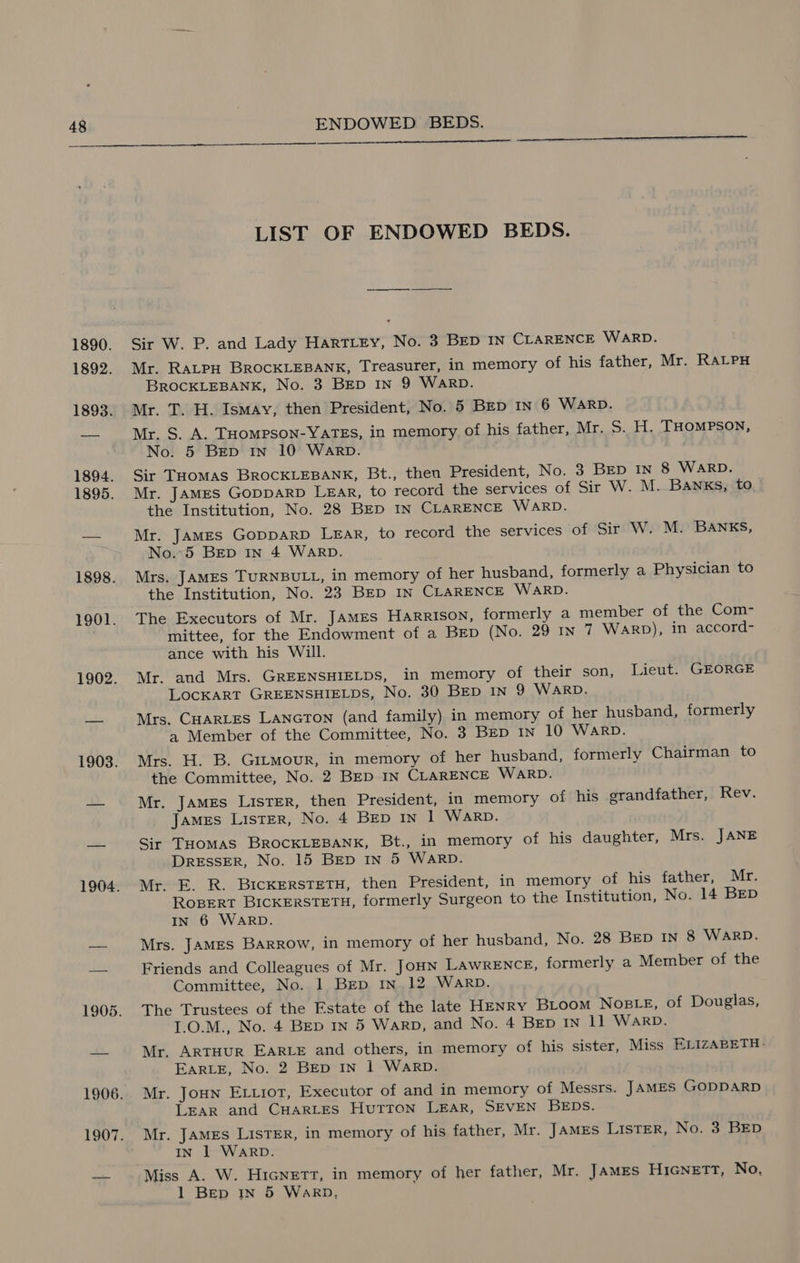 48 ENDOWED BEDS.
LIST OF ENDOWED BEDS.
1890. Sir W. P. and Lady HARTLEY, No. 3 BED IN CLARENCE WARD.
1892. Mr. RALPH BROCKLEBANK, Treasurer, in memory of his father, Mr. RALPH
BROCKLEBANK, No. 3 BED IN 9 WARD.
1893. Mr. T. H. ISMAY, then President, No. 5 BED IN 6 WARD.
— Mr. S. A. THOMPSON-YATES, in memory of his father, Mr. S. H. THOMPSON,
No. 5 BED IN 10 WARD.
1894. Sir THOMAS BROCKLEBANK, Bt., then President, No. 3 BED IN 8 WARD.
1895. Mr. JAMES GODDARD LEAR, to record the services of Sir W. M. BANKS, to
the Institution, No. 28 BED IN CLARENCE WARD.
— Mr. JAMES GODDARD LEAR, to record the services of Sir W. M. BANKS,
No. 5 BED IN 4 WARD.
1898. Mrs. JAMES TURNBULL, in memory of her husband, formerly a Physician to
the Institution, No. 23 BED IN CLARENCE WARD.
1901. The Executors of Mr. JAMES HARRISON, formerly a member of the Com-
mittee, for the Endowment of a BED (No. 29 IN 7 WARD), in accord-
ance with his Will.
1902. Mr. and Mrs. GREENSHIELDS, in memory of their son, Lieut. GEORGE
LOCKART GREENSHIELDS, No. 30 BED IN 9 WARD.
— Mrs. CHARLES LANGTON (and family) in memory of her husband, formerly
a Member of the Committee, No. 3 BED IN 10 WARD.
1903. Mrs. H. B. GILMOUR, in memory of her husband, formerly Chairman to
the Committee, No. 2 BED IN CLARENCE WARD.
— Mr. JAMES LISTER, then President, in memory of his grandfather, Rev.
JAMES LISTER, No. 4 BED IN 1 WARD.
— Sir THOMAS BROCKLEBANK, Bt., in memory of his daughter, Mrs. JANE
DRESSER, No. 15 BED IN 5 WARD.
1904. Mr. E. R. BICKERSTETH, then President, in memory of his father, Mr.
ROBERT BICKERSTETH, formerly Surgeon to the Institution, No. 14 BED
IN 6 WARD.
— Mrs. JAMES BARROW, in memory of her husband, No. 28 BED IN 8 WARD.
— Friends and Colleagues of Mr. JOHN LAWRENCE, formerly a Member of the
Committee, No. 1 BED IN 12 WARD.
1905. The Trustees of the Estate of the late HENRY BLOOM NOBLE, of Douglas,
I.O.M., No. 4 BED IN 5 WARD, and No. 4 BED IN 11 WARD.
— Mr. ARTHUR EARLE and others, in memory of his sister, Miss ELIZABETH
EARLE, No. 2 BED IN 1 WARD.
1906. Mr. JOHN ELLIOT, Executor of and in memory of Messrs. JAMES GODDARD
LEAR and CHARLES HUTTON LEAR, SEVEN BEDS.
1907. Mr. JAMES LISTER, in memory of his father, Mr. JAMES LISTER, No. 3 BED
IN 1 WARD.
— Miss A. W. HIGNETT, in memory of her father, Mr. JAMES HIGNETT, No.
1 BED IN 5 WARD,